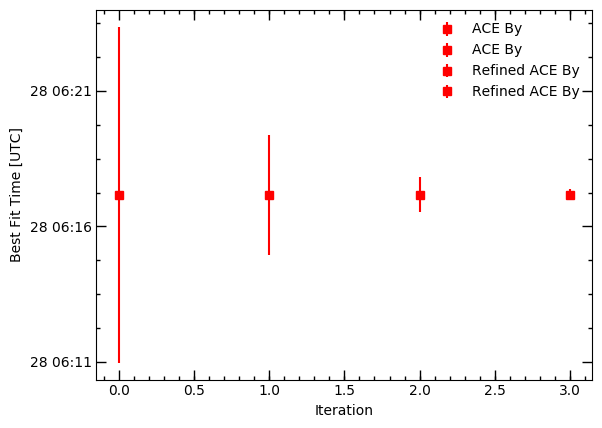 ACE By
ACE By
Refined ACE By
Refined ACE By
28 06:21
28 06:16
28 06:11
Best Fit Time [UTC]
0.0 0.5 1.0 1.5 2.0 2.5 3.0
Iteration